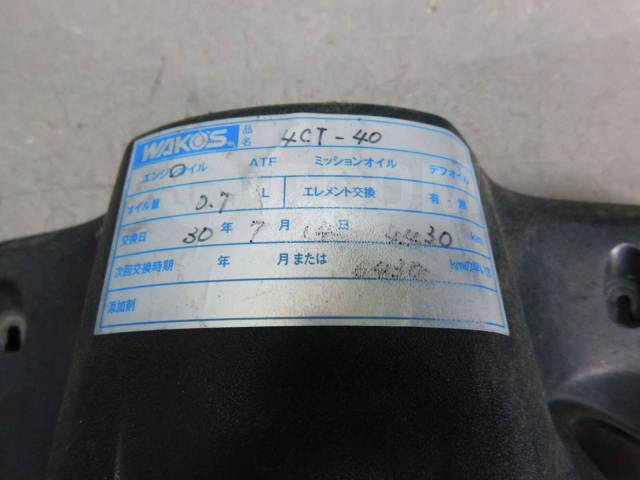 WAKO'S 品名 4CT-40
エンジンオイル ATF ミッションオイル デフオイル
オイル量 0.7 L エレメント交換 有・無
交換日 30年 7月 日 km
次回交換時期 年 月または kmの早い方
添加剤